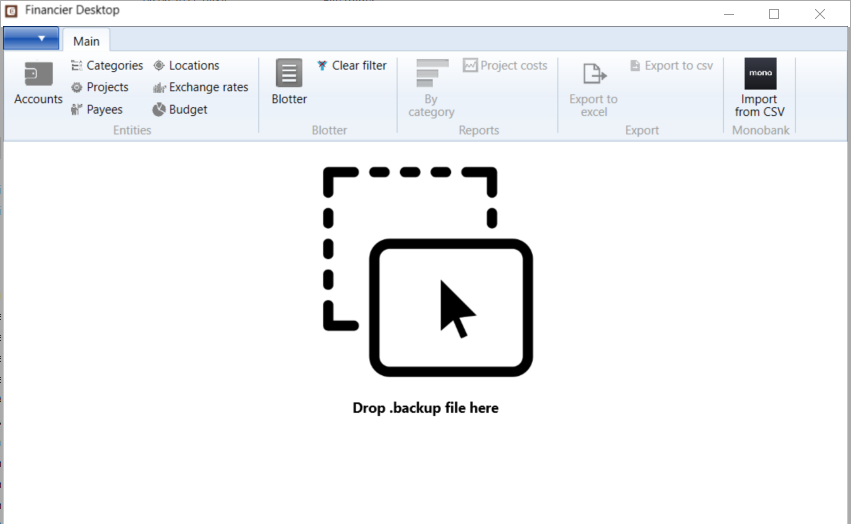 Financier Desktop
Main
Accounts
Categories
Projects
Payees
Locations
Exchange rates
Budget
Entities
Blotter
Clear filter
Blotter
By
category
Project costs
Reports
Export to
excel
Export to csv
Export
mono
Import
from CSV
Monobank
Drop .backup file here